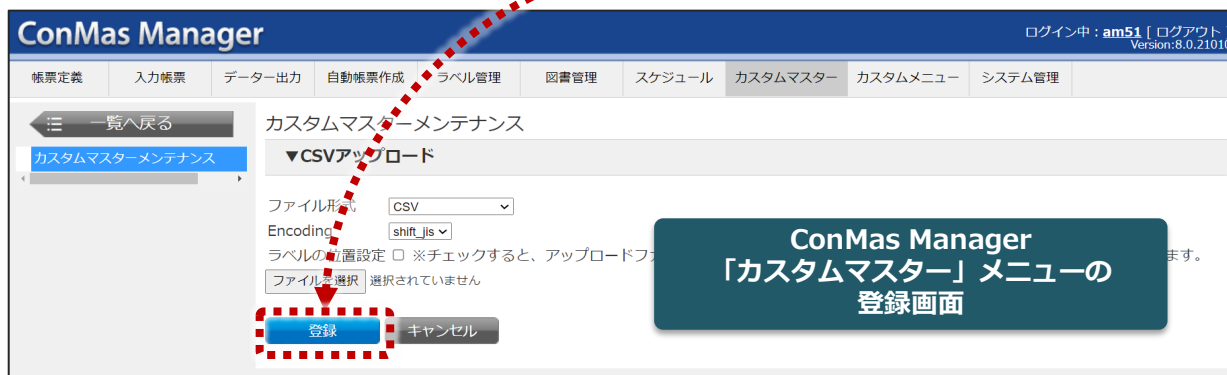 ConMas Manager
ログイン中：am51 [ ログアウト
Version:8.0.21010
帳票定義 入力帳票 データー出力 自動帳票作成 ラベル管理 図書管理 スケジュール カスタムマスター カスタムメニュー システム管理
一覧へ戻る
カスタムマスターメンテナンス
カスタムマスターメンテナンス
▼CSVアップロード
ファイル形式 CSV
Encoding shift_jis
ラベルの位置設定 ※チェックすると、アップロードファ
ます。
ファイルを選択 選択されていません
登録 キャンセル
ConMas Manager
「カスタムマスター」メニューの
登録画面